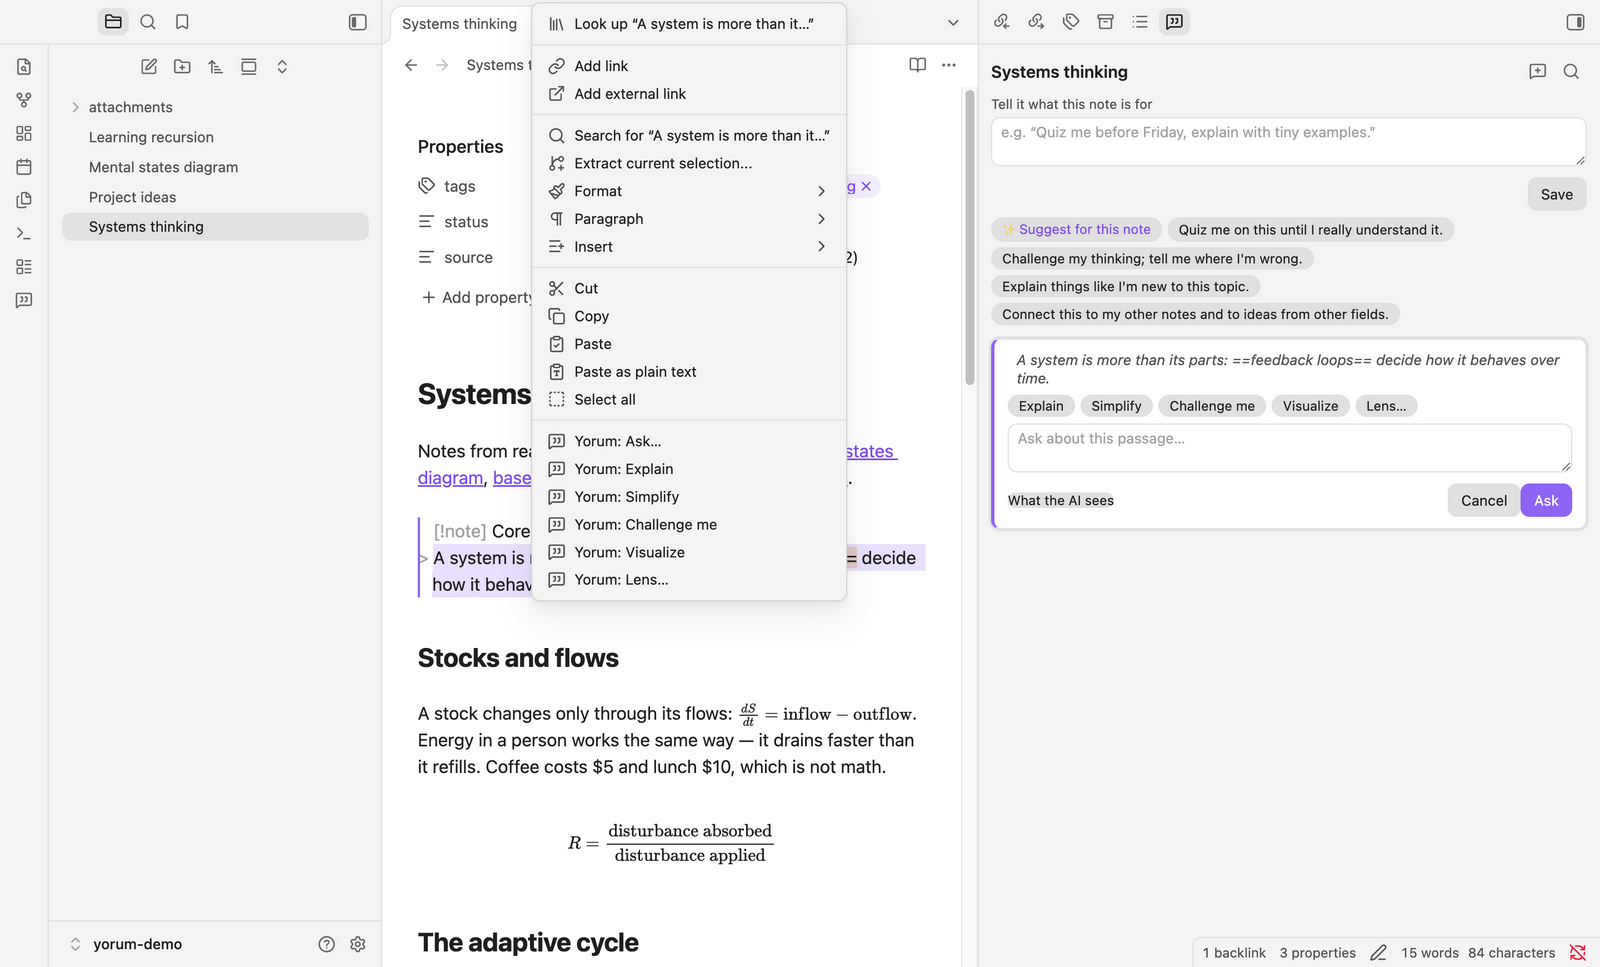 attachments
Learning recursion
Mental states diagram
Project ideas
Systems thinking
yorum-demo
Systems thinking
Systems t
Properties
tags
g
status
source
2)
Add property
Systems
Notes from rea
states
diagram, base
.
[!note] Core
> A system is
= decide
how it behav
Stocks and flows
A stock changes only through its flows: dS/dt = inflow − outflow.
Energy in a person works the same way — it drains faster than
it refills. Coffee costs $5 and lunch $10, which is not math.
R = disturbance absorbed / disturbance applied
The adaptive cycle
Look up “A system is more than it...”
Add link
Add external link
Search for “A system is more than it...”
Extract current selection...
Format
Paragraph
Insert
Cut
Copy
Paste
Paste as plain text
Select all
Yorum: Ask...
Yorum: Explain
Yorum: Simplify
Yorum: Challenge me
Yorum: Visualize
Yorum: Lens...
Systems thinking
Tell it what this note is for
e.g. “Quiz me before Friday, explain with tiny examples.”
Save
✨ Suggest for this note
Quiz me on this until I really understand it.
Challenge my thinking; tell me where I'm wrong.
Explain things like I'm new to this topic.
Connect this to my other notes and to ideas from other fields.
A system is more than its parts: ==feedback loops== decide how it behaves over
time.
Explain Simplify Challenge me Visualize Lens...
Ask about this passage...
What the AI sees
Cancel Ask
1 backlink 3 properties 15 words 84 characters